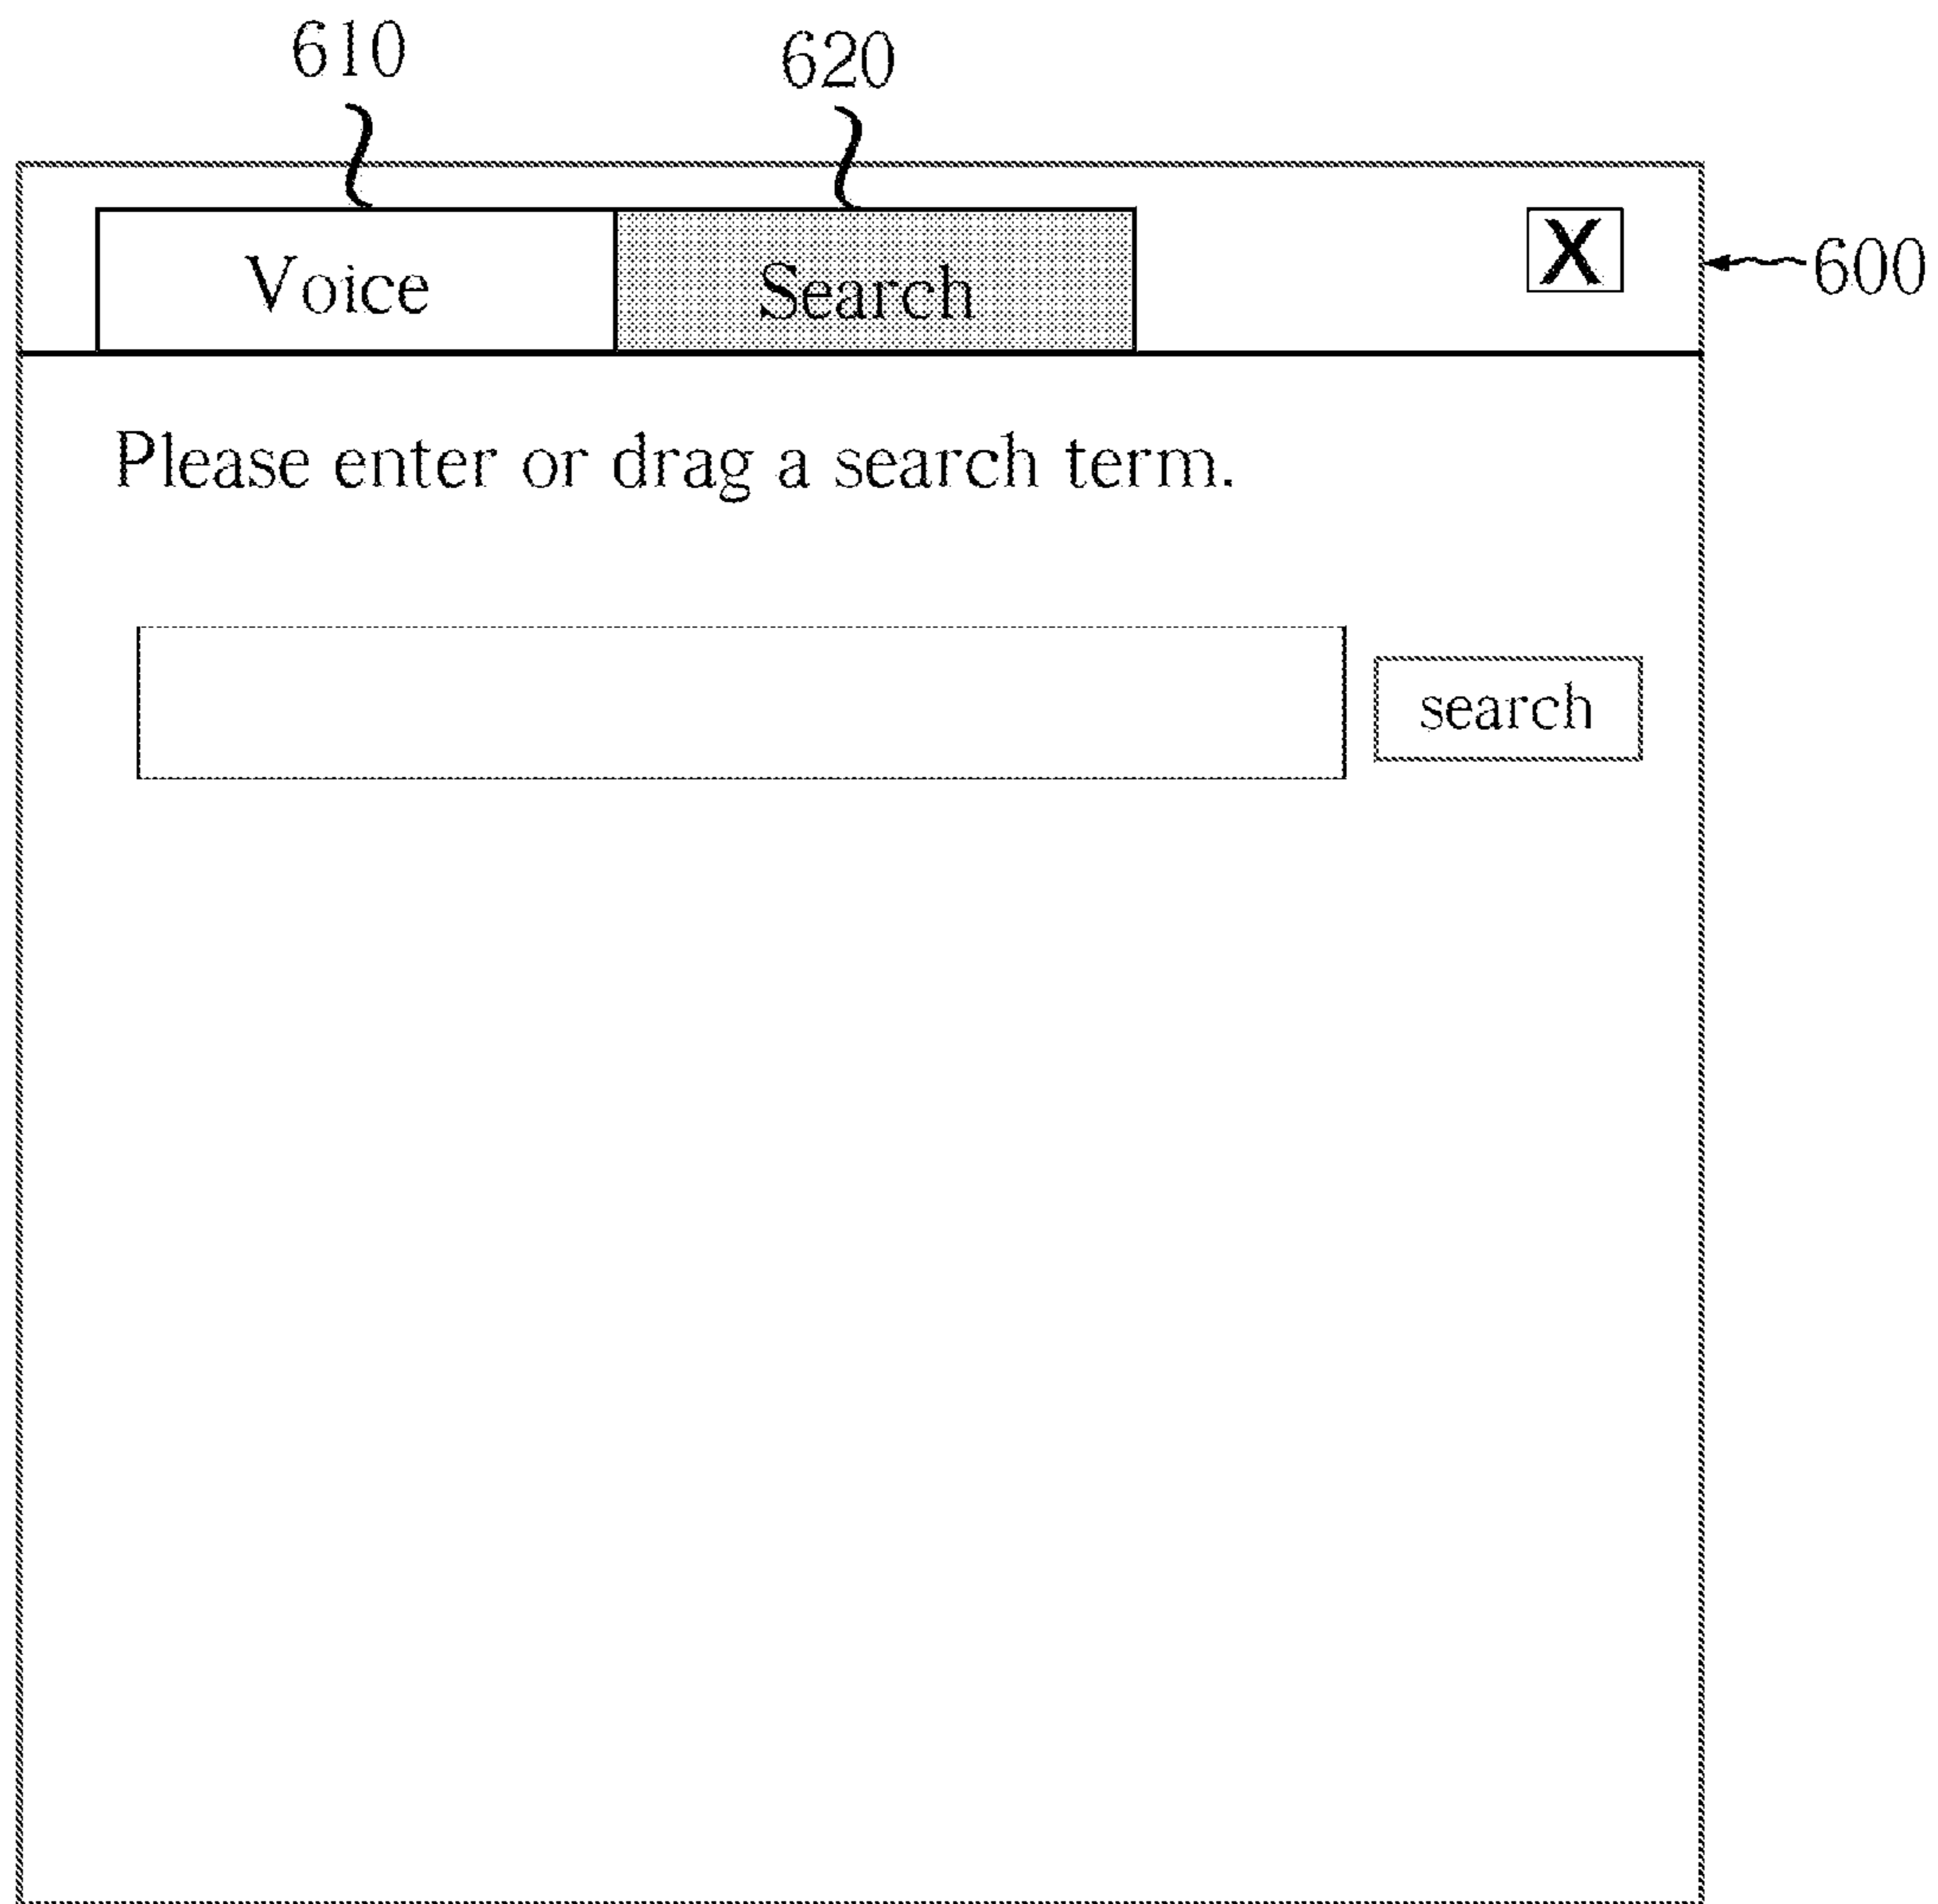 610
620
Voice
Search
X
600
Please enter or drag a search term.
search